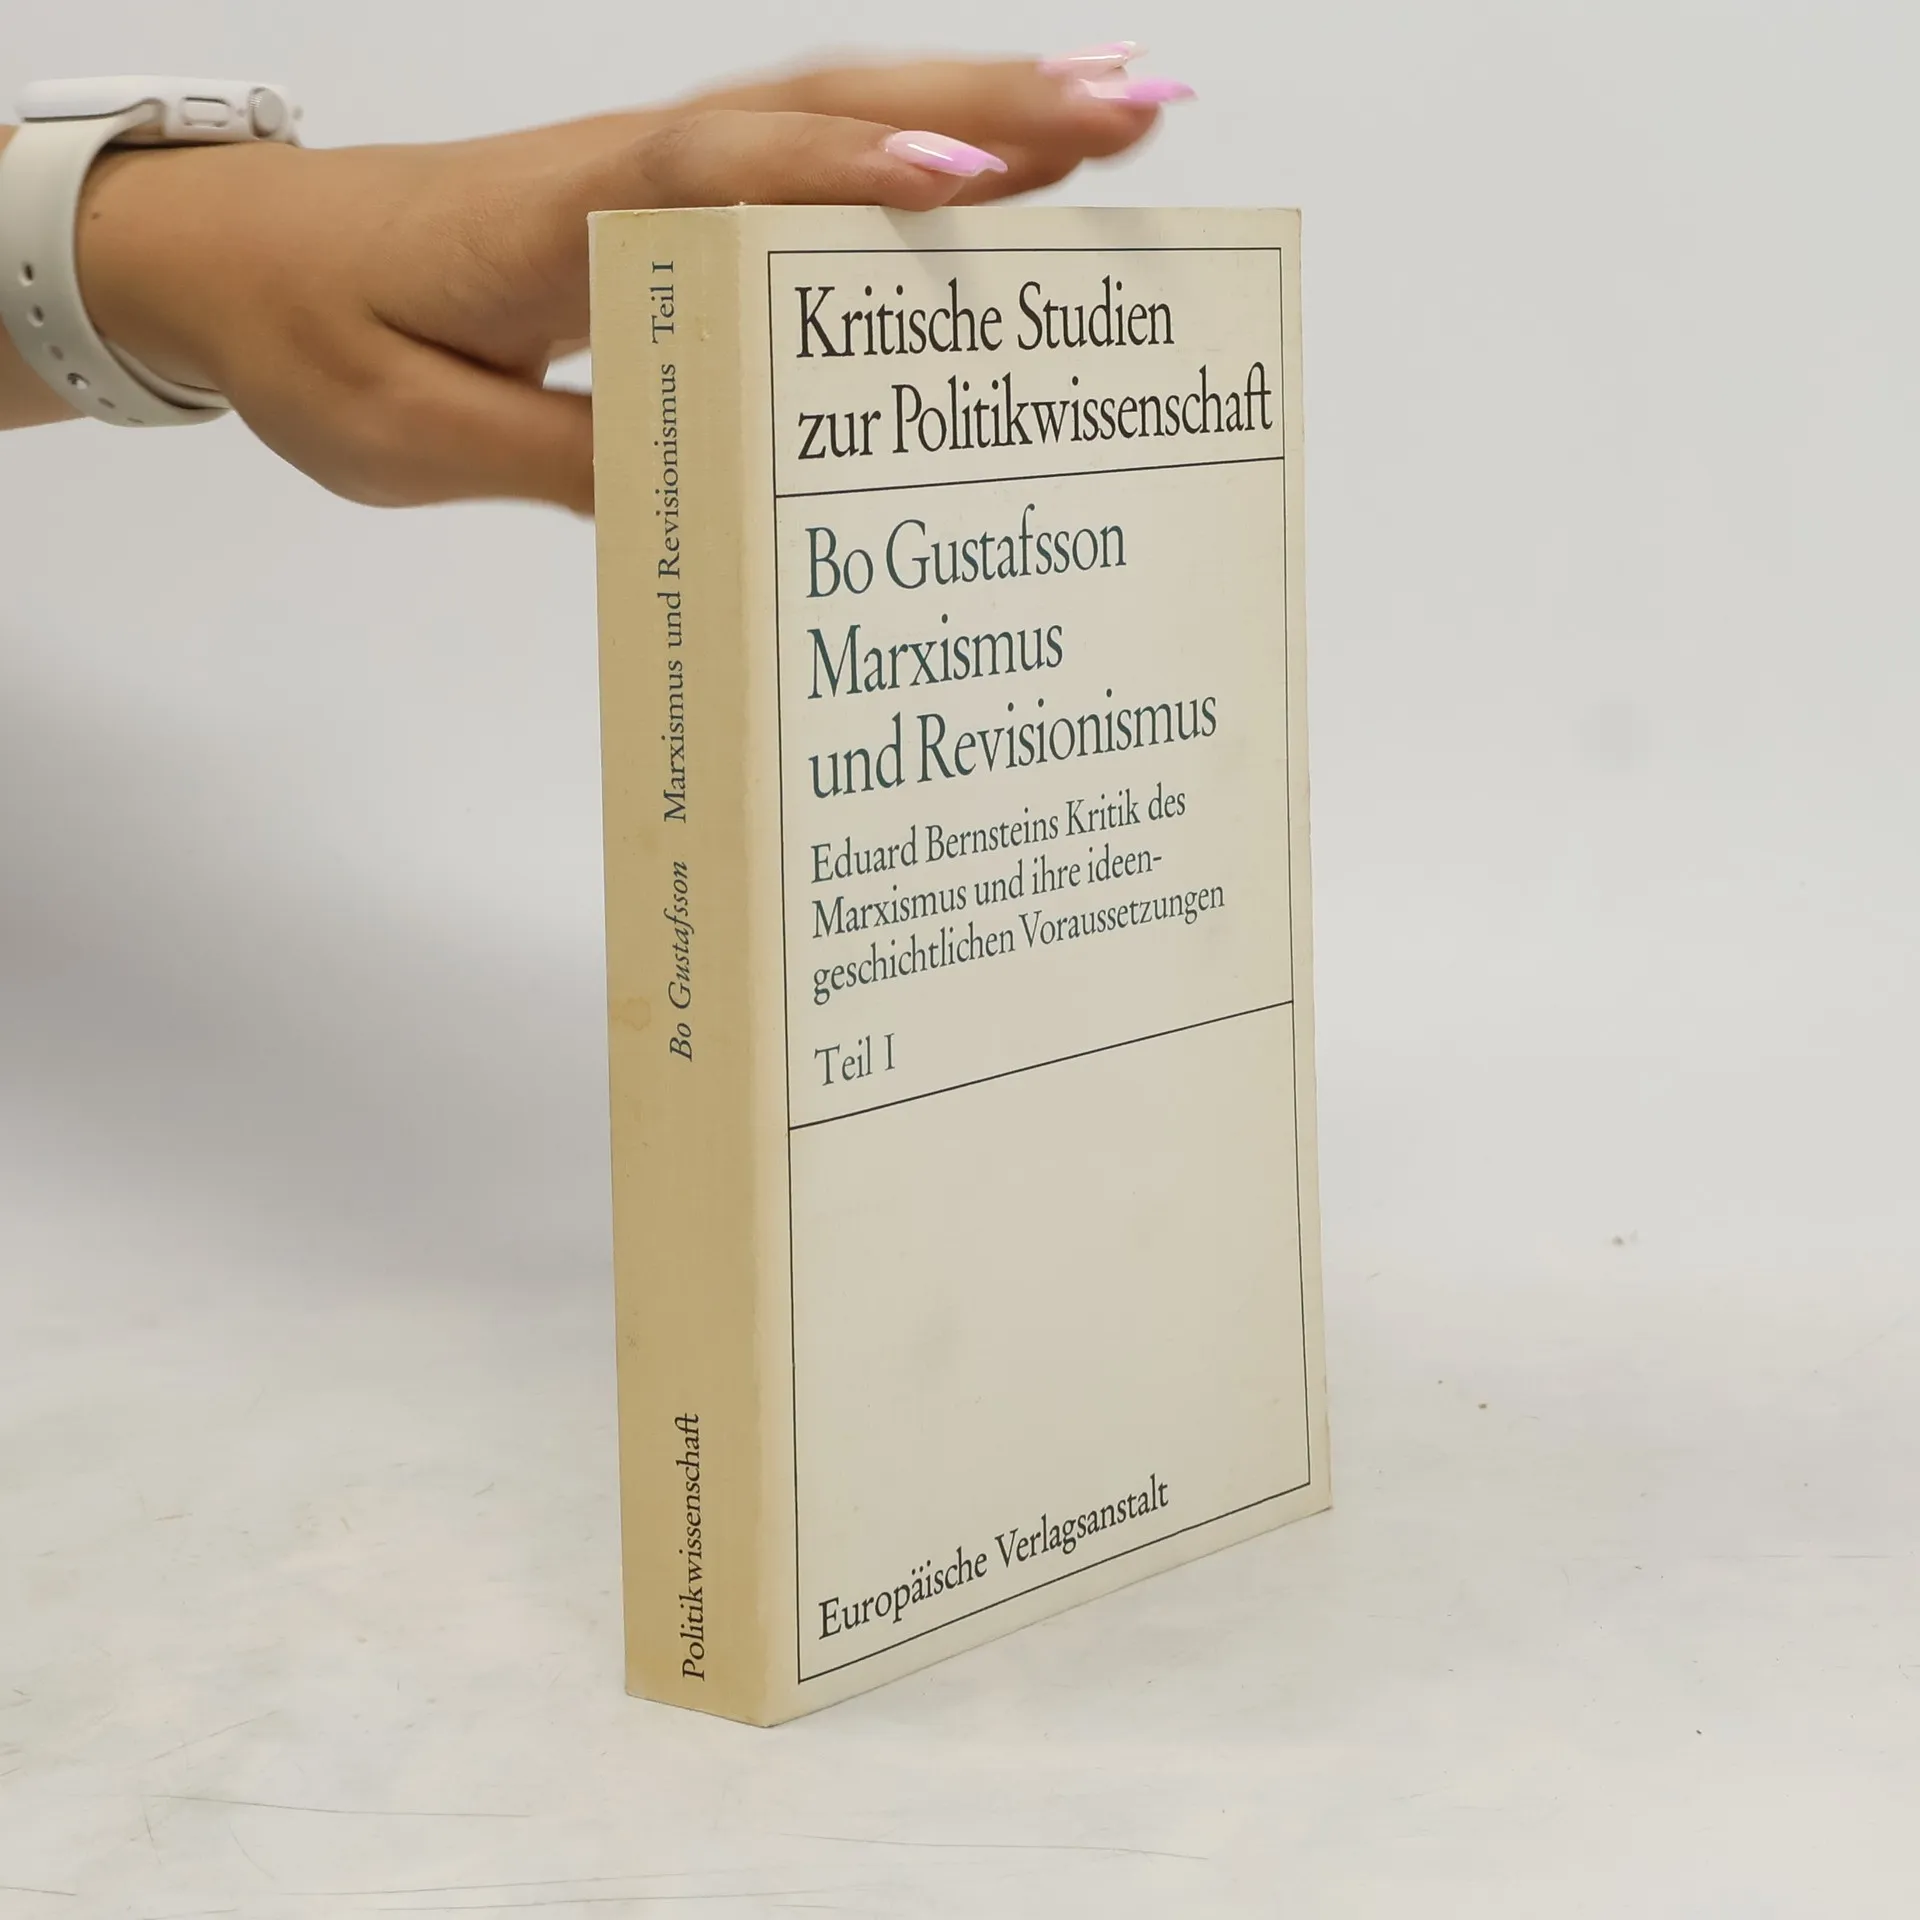 Bo Gustafsson Marxismus und Revisionismus Teil I
Politikwissenschaft
Kritische Studien
zur Politikwissenschaft
Bo Gustafsson
Marxismus
und Revisionismus
Eduard Bernsteins Kritik des
Marxismus und ihre ideen-
geschichtlichen Voraussetzungen
Teil I
Europäische Verlagsanstalt